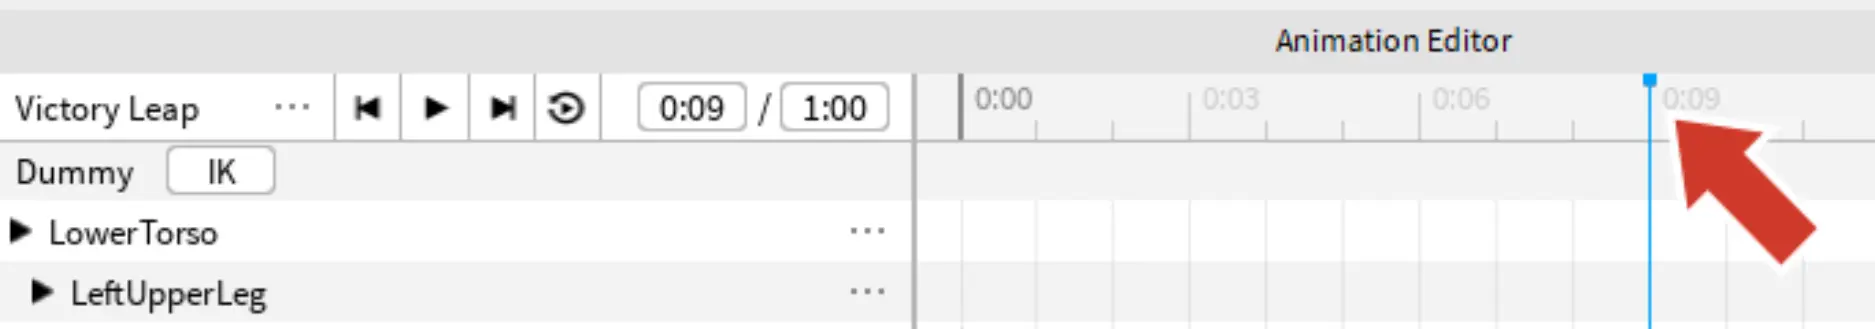 Animation Editor
Victory Leap ··· 0:09 / 1:00 0:00 0:03 0:06 0:09
Dummy IK
LowerTorso ···
LeftUpperLeg ···